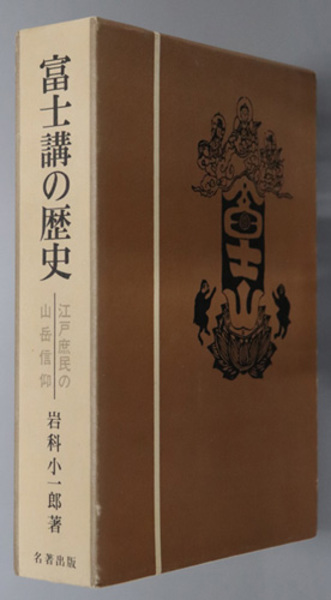 富士講の歴史
江戸庶民の
山岳信仰
岩科小一郎著
名著出版
富士山